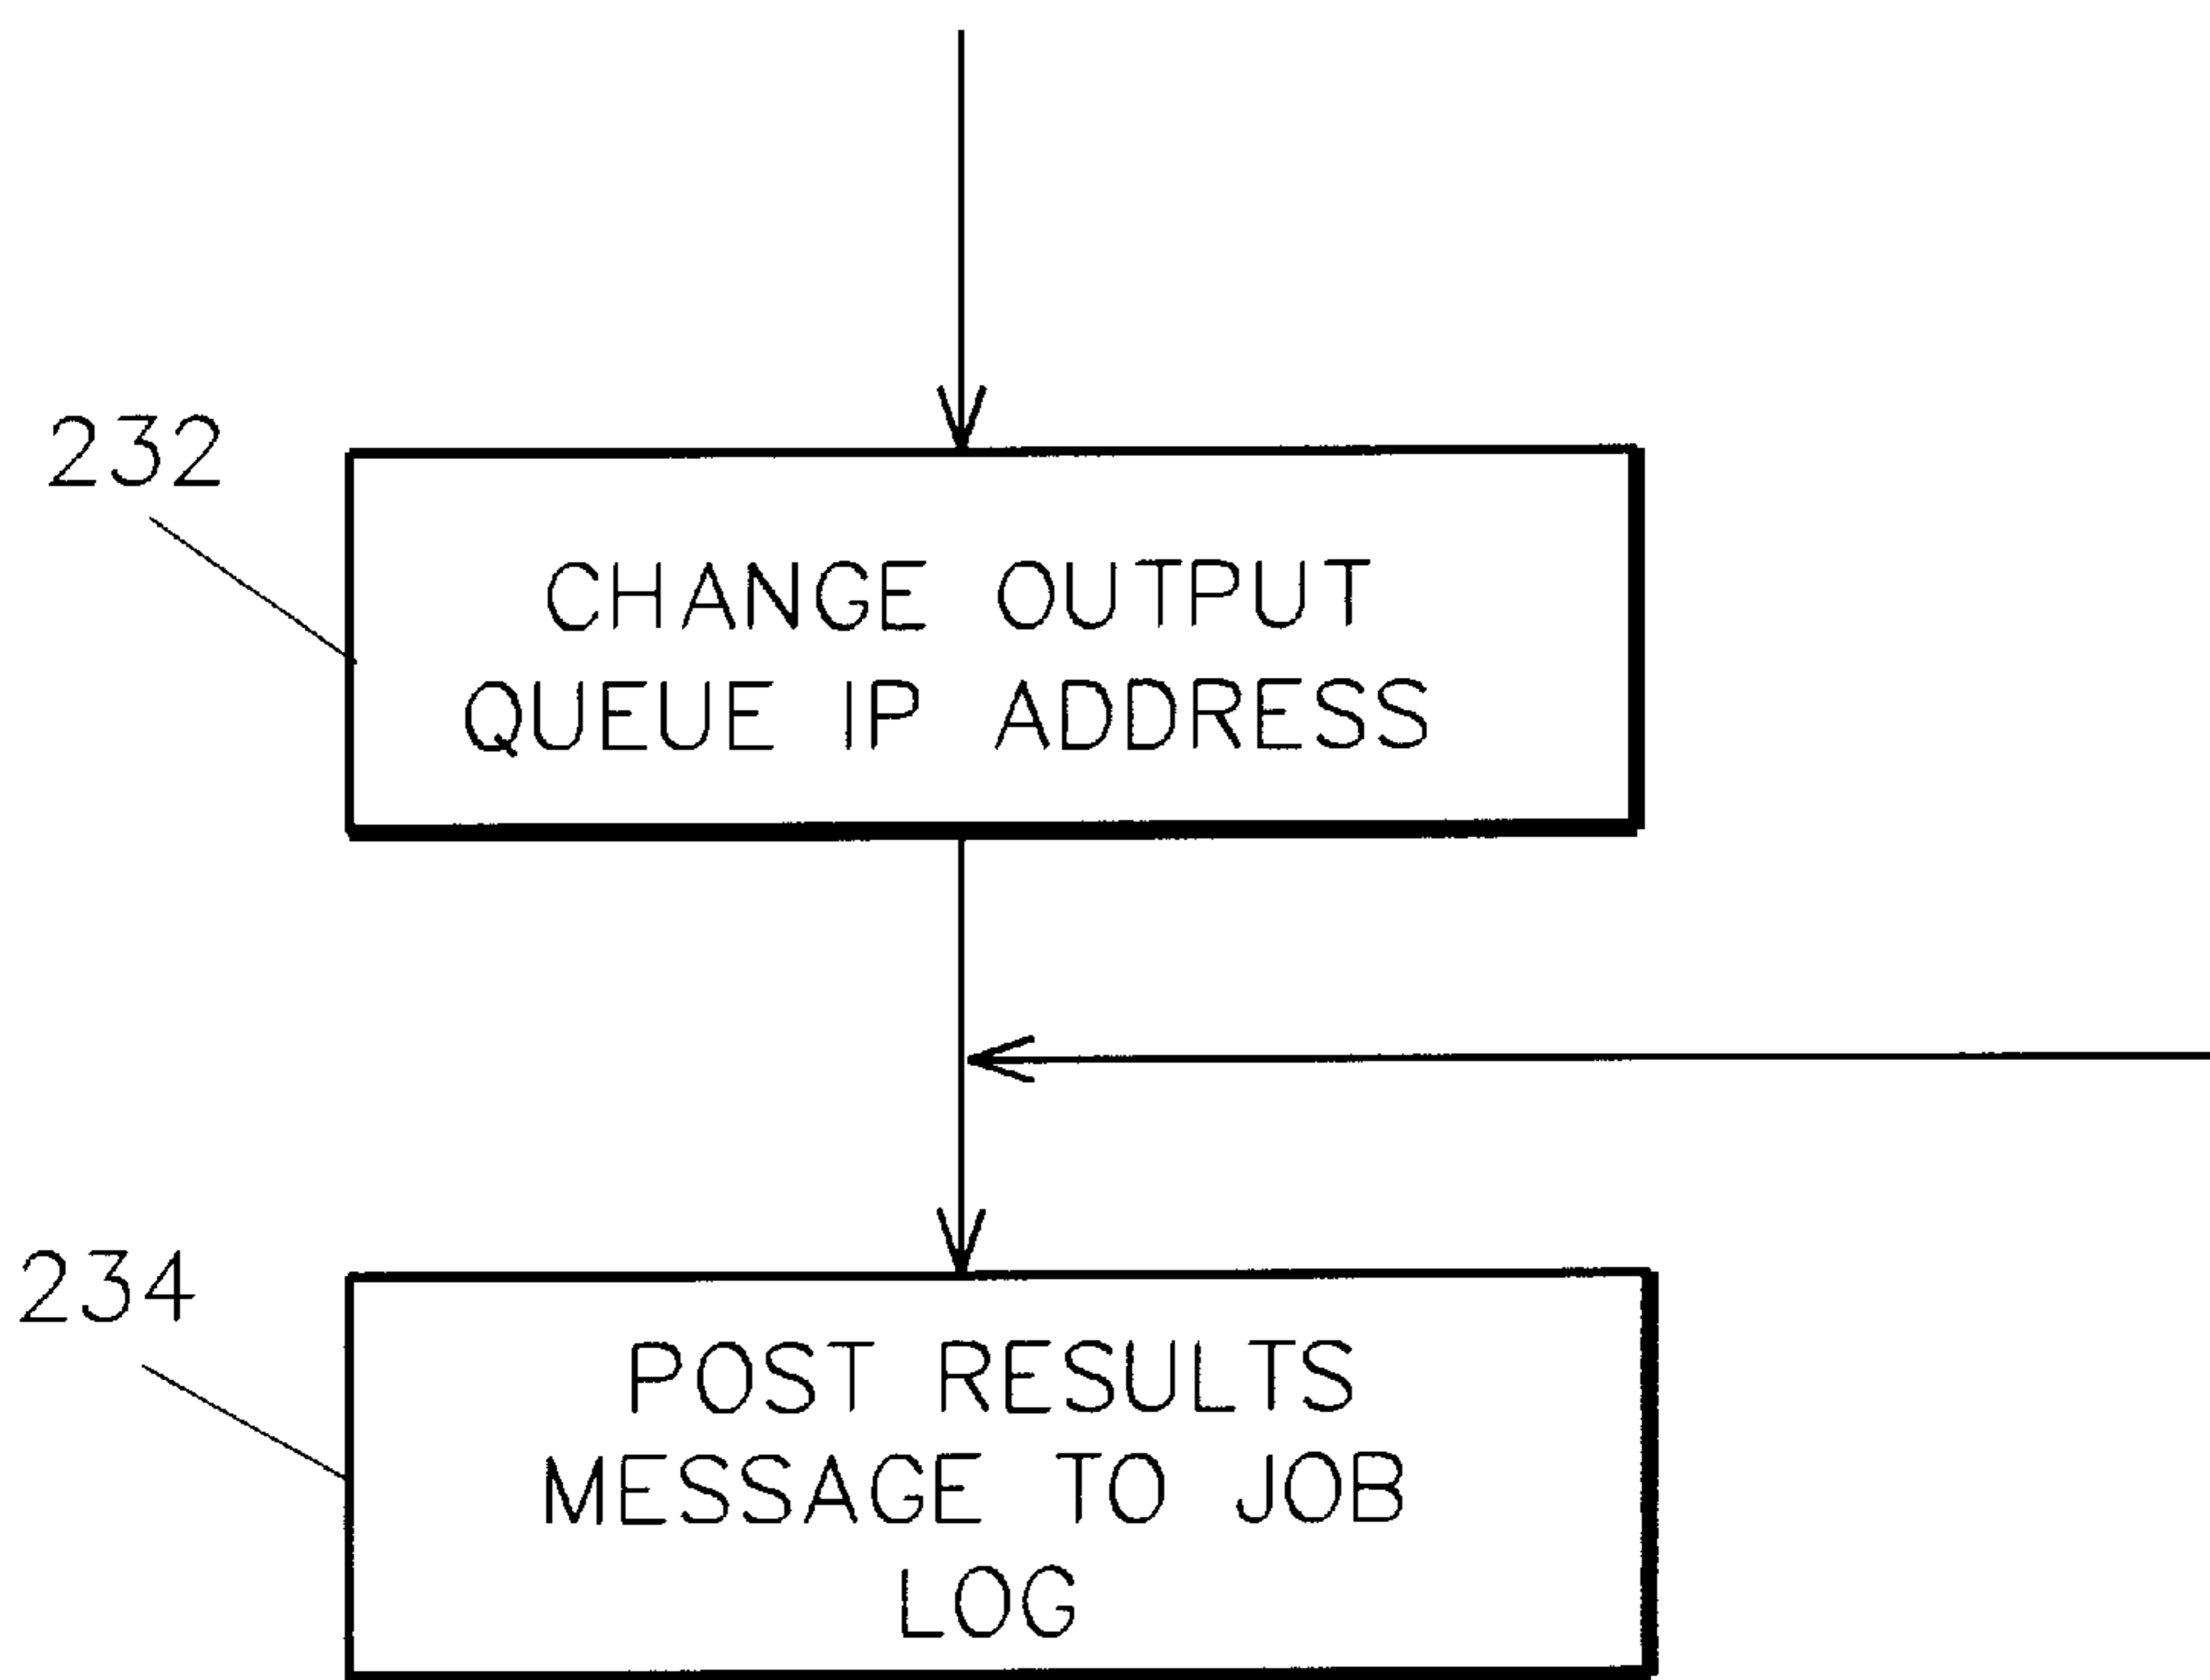 232
CHANGE OUTPUT
QUEUE IP ADDRESS
234
POST RESULTS
MESSAGE TO JOB
LOG